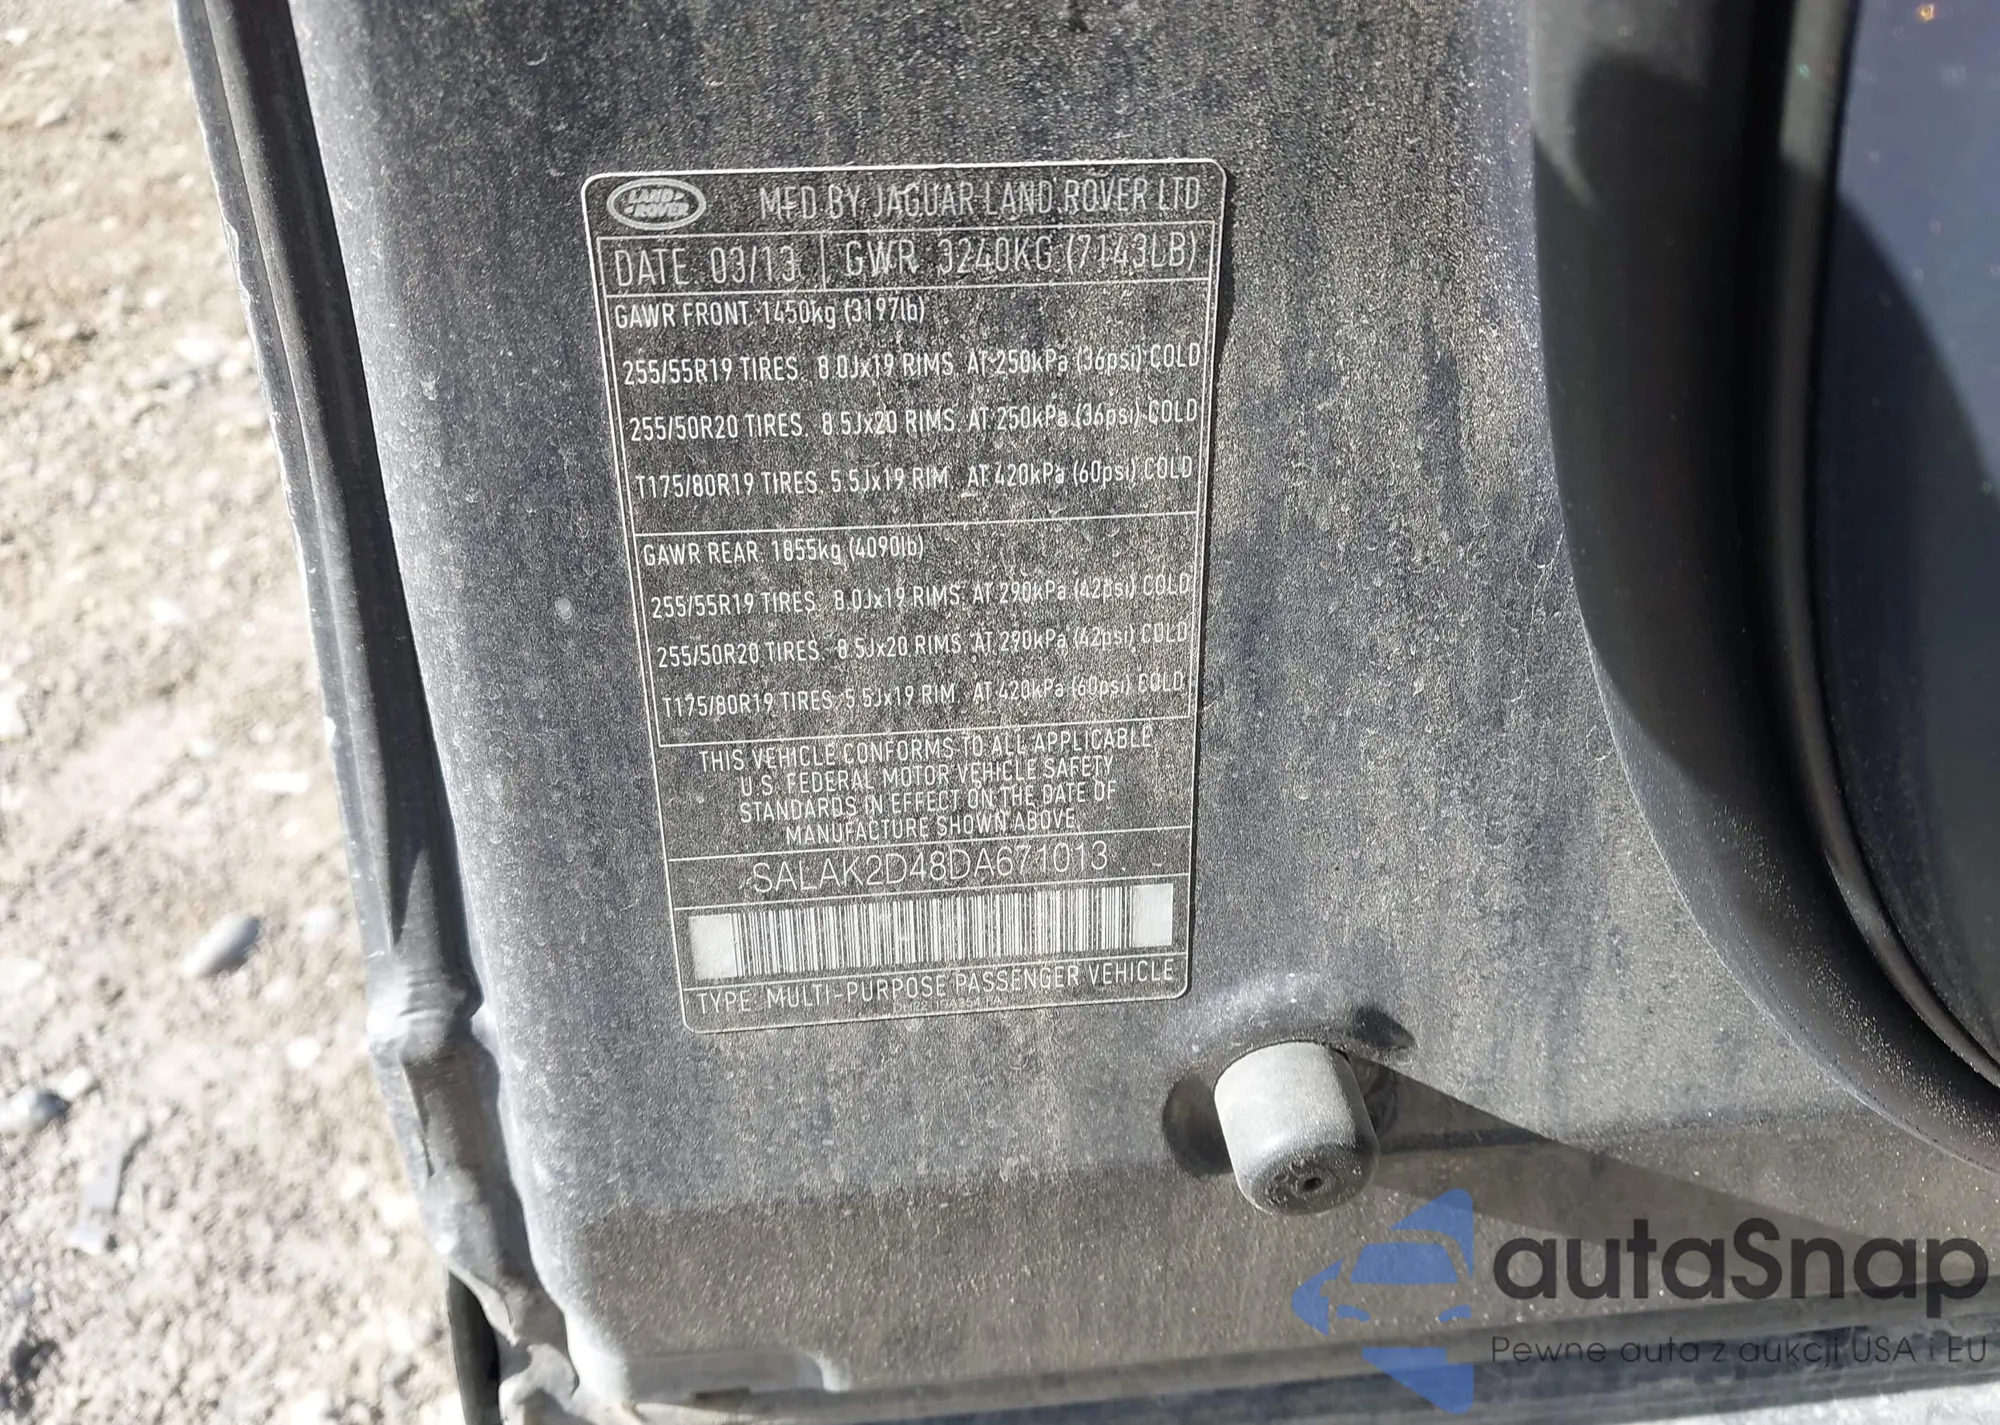 LAND-
-ROVER
MFD BY JAGUAR LAND ROVER LTD
DATE. 03/13 GWR. 3240KG (7143LB)
GAWR FRONT. 1450kg (3197lb)
255/55R19 TIRES. 8.0Jx19 RIMS. AT 250kPa (36psi) COLD
255/50R20 TIRES. 8.5Jx20 RIMS. AT 250kPa (36psi) COLD
T175/80R19 TIRES. 5.5Jx19 RIM. AT 420kPa (60psi) COLD
GAWR REAR. 1855kg (4090lb)
255/55R19 TIRES. 8.0Jx19 RIMS. AT 290kPa (42psi) COLD
255/50R20 TIRES. 8.5Jx20 RIMS. AT 290kPa (42psi) COLD
T175/80R19 TIRES. 5.5Jx19 RIM. AT 420kPa (60psi) COLD
THIS VEHICLE CONFORMS TO ALL APPLICABLE
U.S. FEDERAL MOTOR VEHICLE SAFETY
STANDARDS IN EFFECT ON THE DATE OF
MANUFACTURE SHOWN ABOVE.
SALAK2D48DA671013
TYPE. MULTI-PURPOSE PASSENGER VEHICLE
autaSnap
Pewne auta z aukcji USA i EU